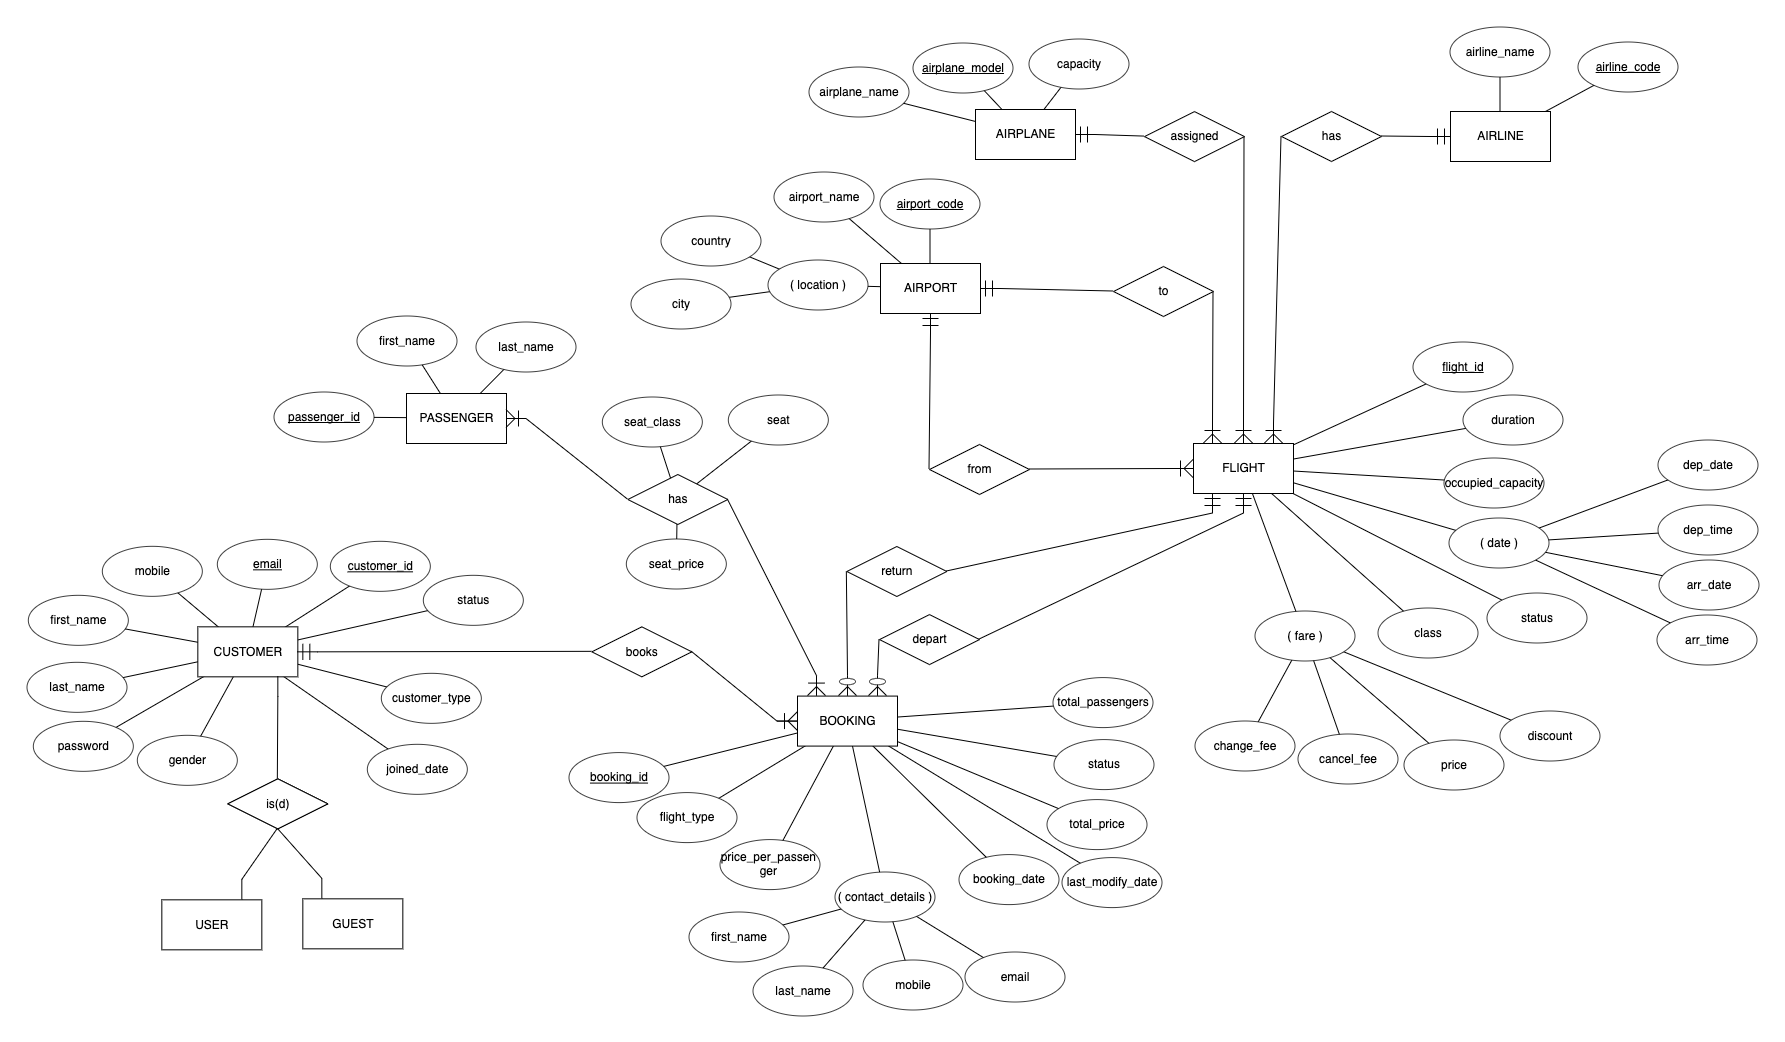 airline_name
airplane_model
capacity
airline_code
airplane_name
AIRPLANE
assigned
has
AIRLINE
airport_name
airport_code
country
( location )
AIRPORT
to
city
first_name
last_name
flight_id
passenger_id
PASSENGER
seat_class
seat
duration
from
FLIGHT
dep_date
occupied_capacity
has
dep_time
( date )
seat_price
mobile
email
customer_id
return
arr_date
status
first_name
status
class
( fare )
depart
arr_time
CUSTOMER
books
last_name
customer_type
total_passengers
BOOKING
password
gender
joined_date
change_fee
cancel_fee
price
discount
status
booking_id
is(d)
flight_type
total_price
price_per_passen
ger
booking_date
last_modify_date
( contact_details )
USER
GUEST
first_name
last_name
mobile
email